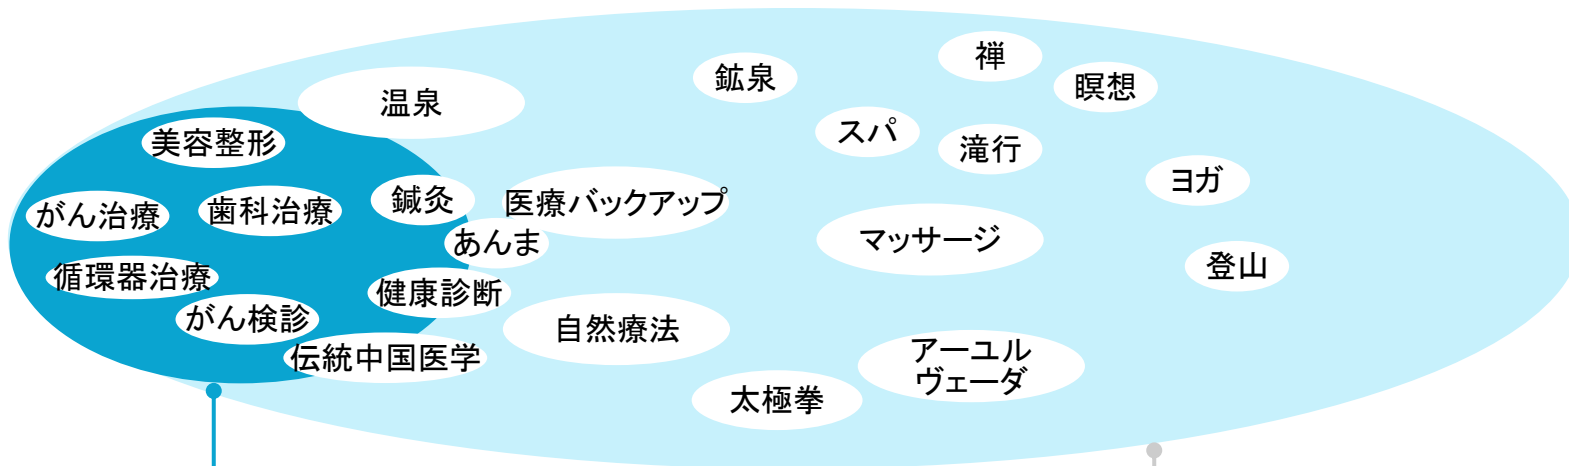 禅
鉱泉
瞑想
温泉
スパ
美容整形
滝行
ヨガ
鍼灸
医療バックアップ
がん治療
歯科治療
あんま
マッサージ
登山
循環器治療
健康診断
がん検診
自然療法
伝統中国医学
アーユル
ヴェーダ
太極拳